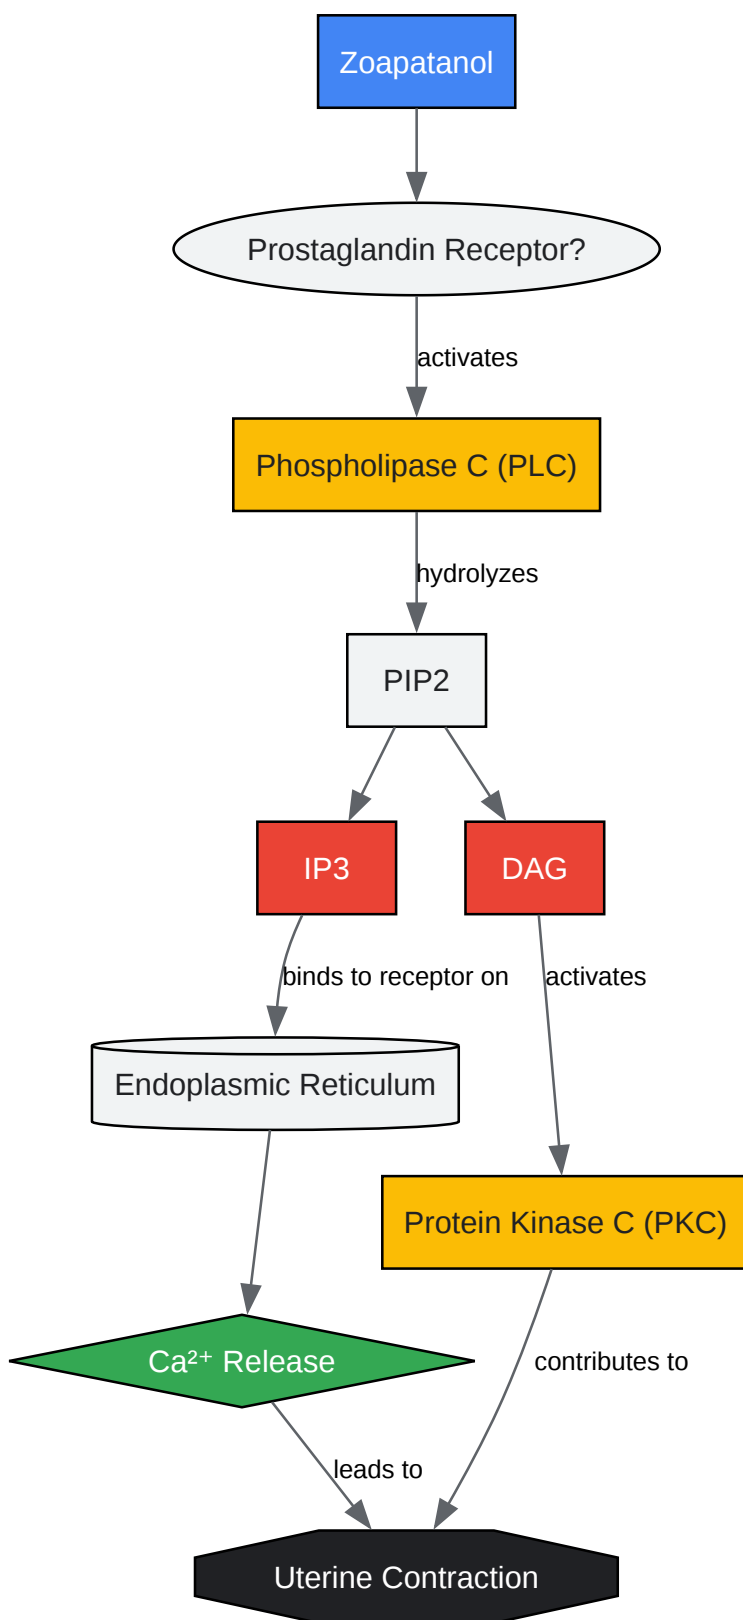 Zoapatanol
Prostaglandin Receptor?
activates
Phospholipase C (PLC)
hydrolyzes
PIP2
IP3
DAG
binds to receptor on
activates
Endoplasmic Reticulum
Protein Kinase C (PKC)
Ca²⁺ Release
contributes to
leads to
Uterine Contraction